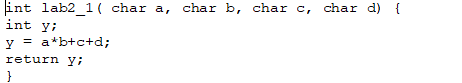 int lab2_1( char a, char b, char c, char d) {
int y;
y = a*b+c+d;
return y;
}